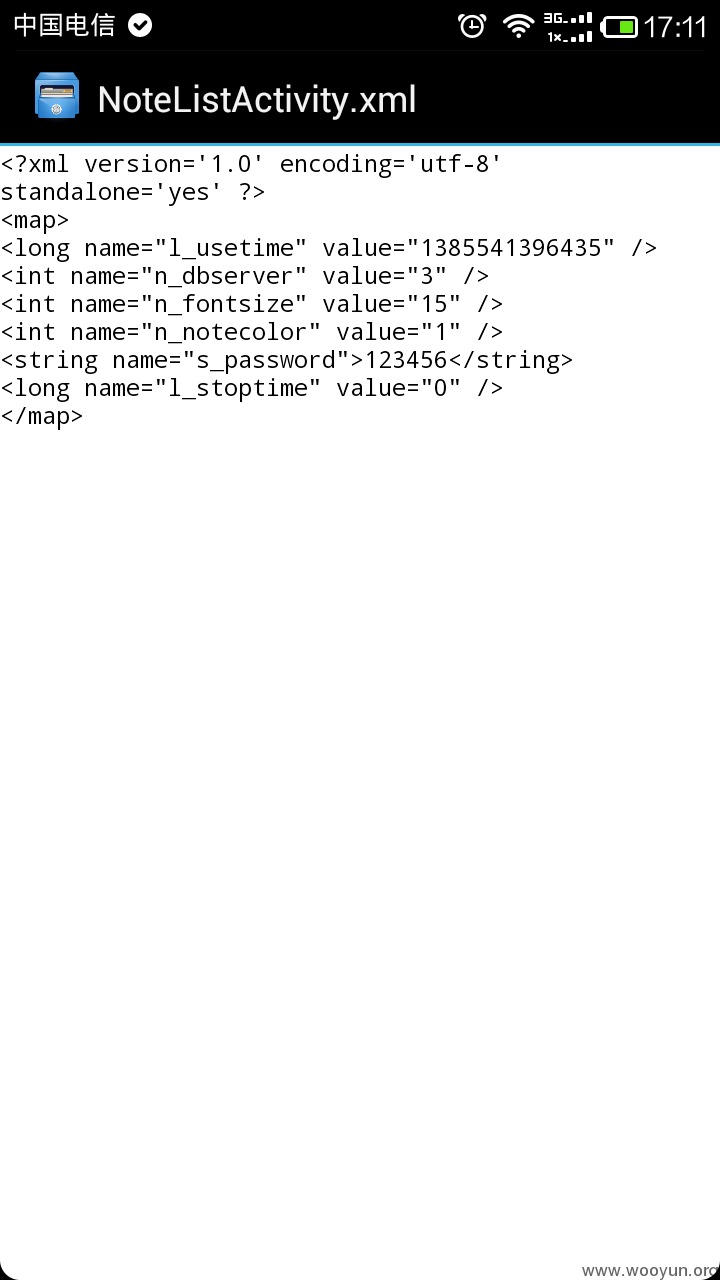 中国电信 3G 1x 17:11
NoteListActivity.xml
<?xml version='1.0' encoding='utf-8'
standalone='yes' ?>
<map>
<long name="l_usetime" value="1385541396435" />
<int name="n_dbserver" value="3" />
<int name="n_fontsize" value="15" />
<int name="n_notecolor" value="1" />
<string name="s_password">123456</string>
<long name="l_stoptime" value="0" />
</map>
www.wooyun.org